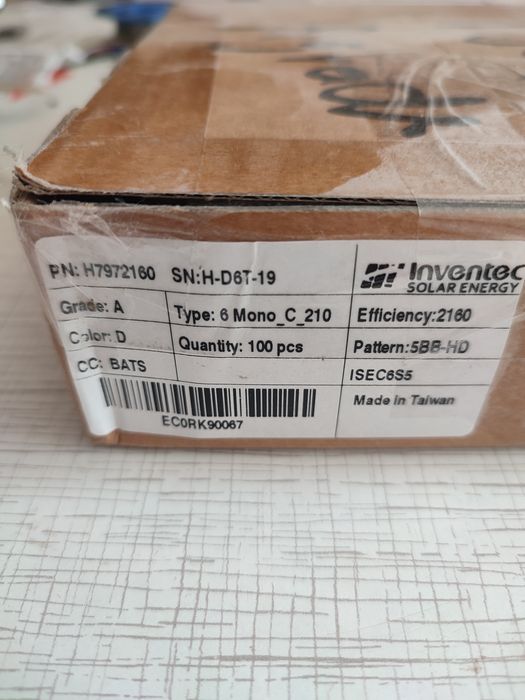 PN: H7972160 SN:H-D6T-19
Inventec
SOLAR ENERGY
Grade: A
Type: 6 Mono_C_210
Efficiency:2160
Color: D
Quantity: 100 pcs
Pattern:5BB-HD
CC: BATS
ISEC6S5
EC0RK90067
Made in Taiwan